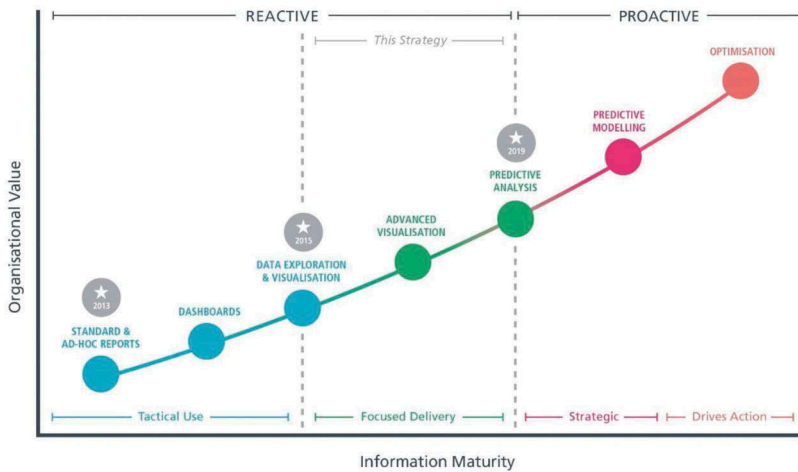 REACTIVE
PROACTIVE
This Strategy
OPTIMISATION
PREDICTIVE
MODELLING
2019
PREDICTIVE
ANALYSIS
ADVANCED
VISUALISATION
2015
DATA EXPLORATION
& VISUALISATION
2013
DASHBOARDS
STANDARD &
AD-HOC REPORTS
Organisational Value
Tactical Use
Focused Delivery
Strategic
Drives Action
Information Maturity